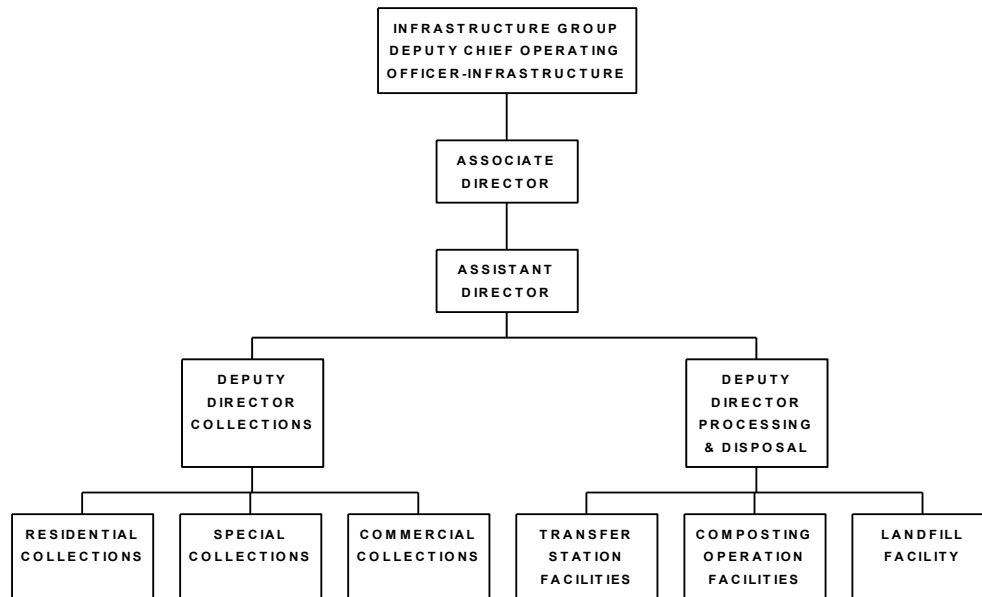 INFRASTRUCTURE GROUP
DEPUTY CHIEF OPERATING
OFFICER-INFRASTRUCTURE
ASSOCIATE
DIRECTOR
ASSISTANT
DIRECTOR
DEPUTY
DIRECTOR
COLLECTIONS
DEPUTY
DIRECTOR
PROCESSING
& DISPOSAL
RESIDENTIAL
COLLECTIONS
SPECIAL
COLLECTIONS
COMMERCIAL
COLLECTIONS
TRANSFER
STATION
FACILITIES
COMPOSTING
OPERATION
FACILITIES
LANDFILL
FACILITY